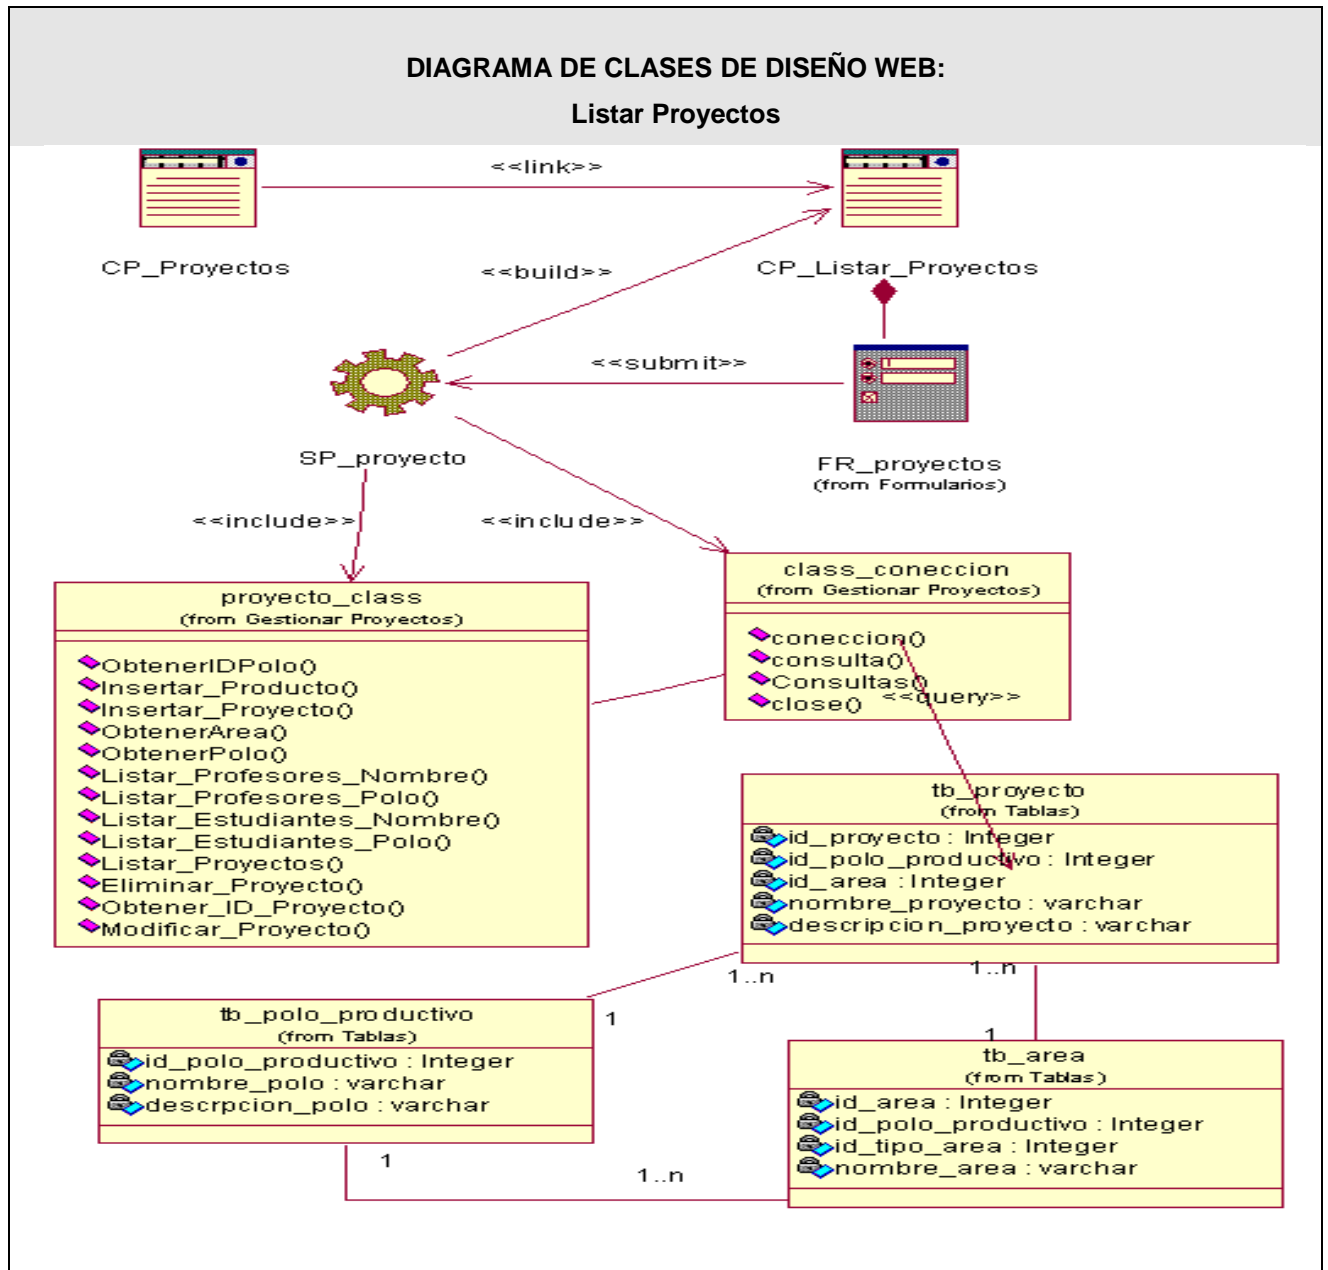 DIAGRAMA DE CLASES DE DISEÑO WEB:
Listar Proyectos
<<link>>
CP_Proyectos
CP_Listar_Proyectos
<<build>>
<<submit>>
SP_proyecto
FR_proyectos
(from Formularios)
<<include>>
<<include>>
proyecto_class
(from Gestionar Proyectos)
ObtenerIDPolo()
Insertar_Producto()
Insertar_Proyecto()
ObtenerArea()
ObtenerPolo()
Listar_Profesores_Nombre()
Listar_Profesores_Polo()
Listar_Estudiantes_Nombre()
Listar_Estudiantes_Polo()
Listar_Proyectos()
Eliminar_Proyecto()
Obtener_ID_Proyecto()
Modificar_Proyecto()
class_coneccion
(from Gestionar Proyectos)
coneccion()
consulta()
Consultas()
close()
<<query>>
tb_proyecto
(from Tablas)
id_proyecto : Integer
id_polo_productivo : Integer
id_area : Integer
nombre_proyecto : varchar
descripcion_proyecto : varchar
1..n
1..n
1
1
tb_polo_productivo
(from Tablas)
id_polo_productivo : Integer
nombre_polo : varchar
descrpcion_polo : varchar
tb_area
(from Tablas)
id_area : Integer
id_polo_productivo : Integer
id_tipo_area : Integer
nombre_area : varchar
1
1..n